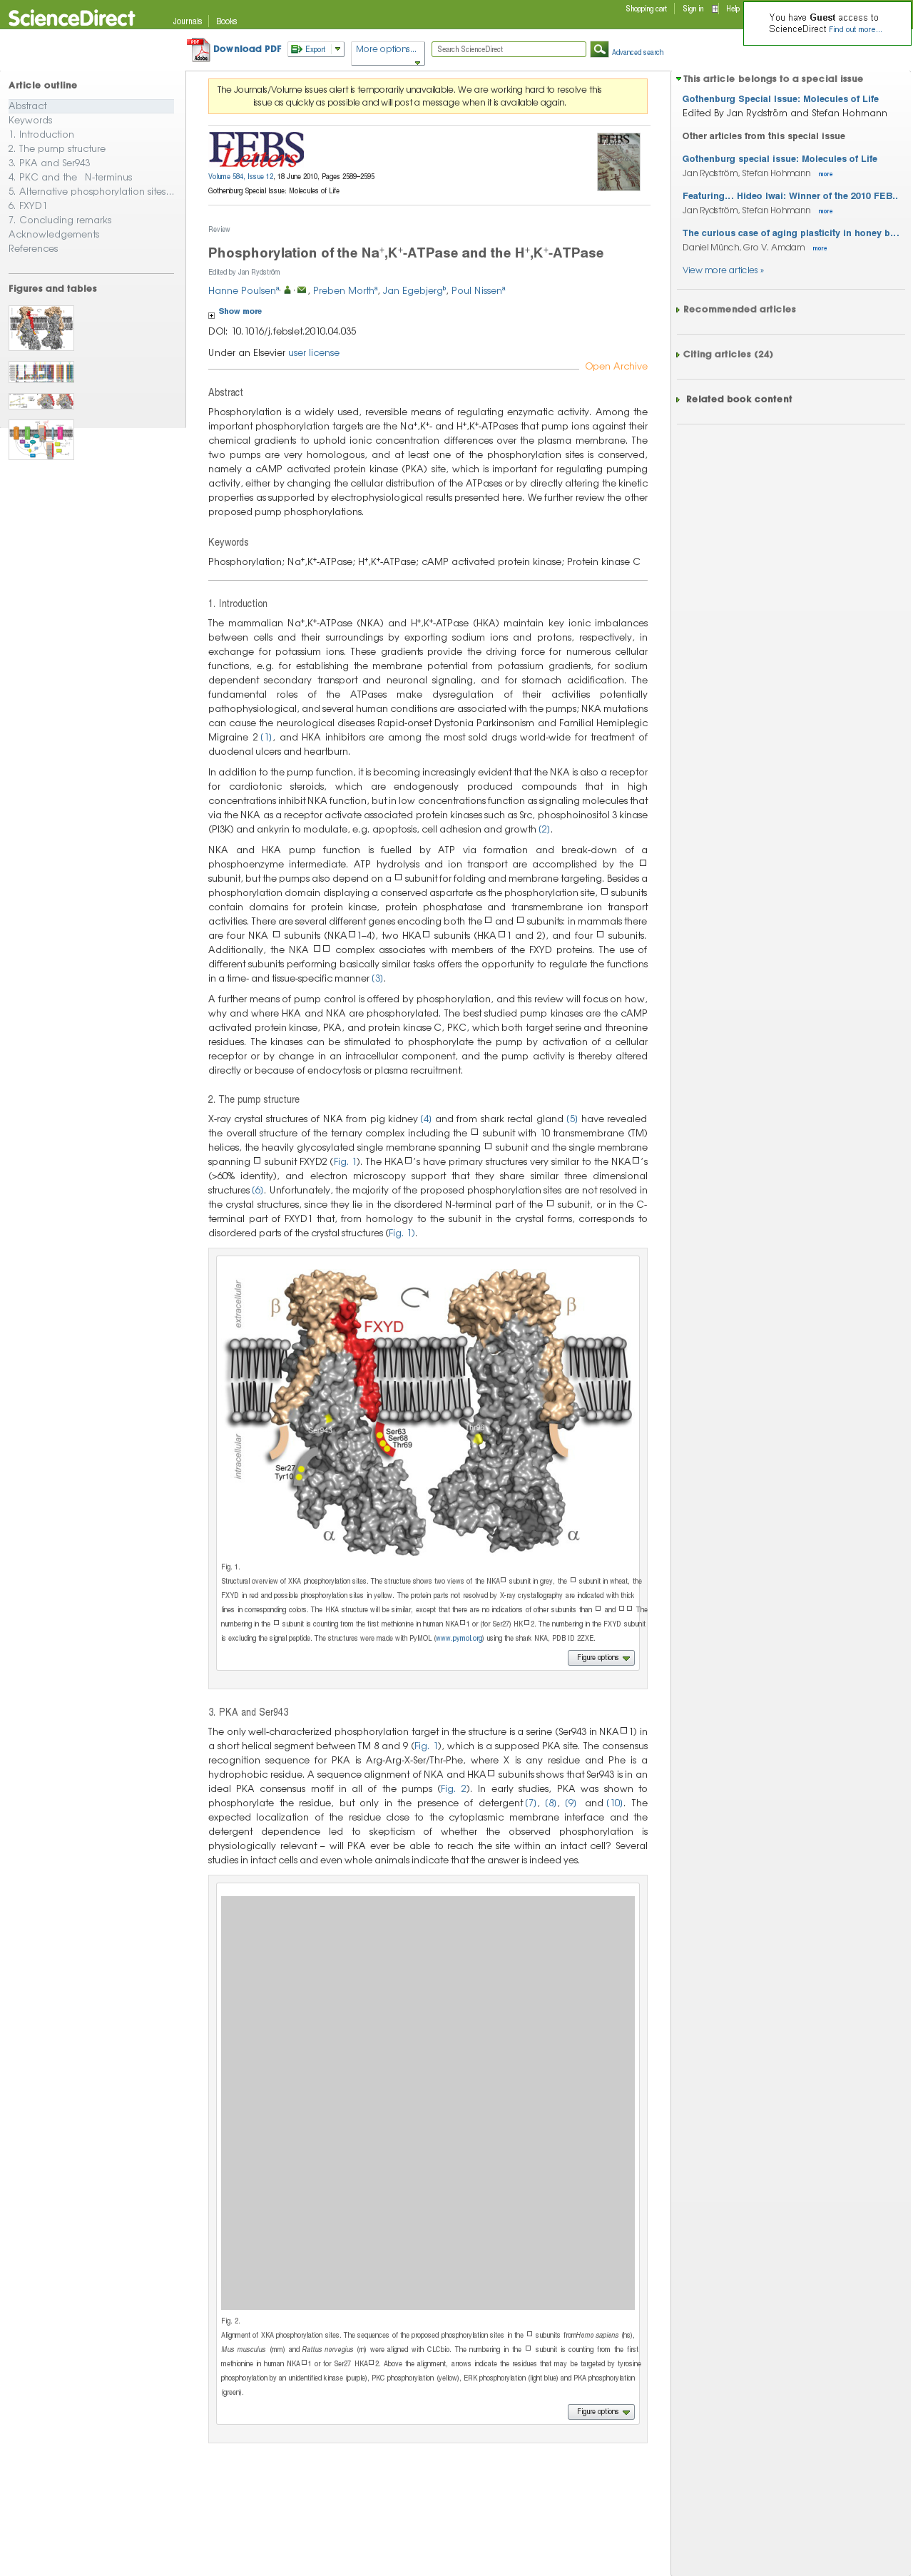 ScienceDirect
Journals
Books
Shopping cart
Sign in
Help
You have Guest access to
ScienceDirect Find out more...
Download PDF
Export
More options...
Search ScienceDirect
Advanced search
Article outline
Abstract
Keywords
1. Introduction
2. The pump structure
3. PKA and Ser943
4. PKC and the N-terminus
5. Alternative phosphorylation sites...
6. FXYD1
7. Concluding remarks
Acknowledgements
References
Figures and tables
The Journals/Volume issues alert is temporarily unavailable. We are working hard to resolve this
issue as quickly as possible and will post a message when it is available again.
FEBS
Letters
Volume 584, Issue 12, 18 June 2010, Pages 2589–2595
Gothenburg Special Issue: Molecules of Life
Review
Phosphorylation of the Na⁺,K⁺-ATPase and the H⁺,K⁺-ATPase
Edited by Jan Rydström
Hanne Poulsenᵃ, , Preben Morthᵃ, Jan Egebjergᵇ, Poul Nissenᵃ
Show more
DOI: 10.1016/j.febslet.2010.04.035
Under an Elsevier user license
Open Archive
Abstract
Phosphorylation is a widely used, reversible means of regulating enzymatic activity. Among the
important phosphorylation targets are the Na⁺,K⁺- and H⁺,K⁺-ATPases that pump ions against their
chemical gradients to uphold ionic concentration differences over the plasma membrane. The
two pumps are very homologous, and at least one of the phosphorylation sites is conserved,
namely a cAMP activated protein kinase (PKA) site, which is important for regulating pumping
activity, either by changing the cellular distribution of the ATPases or by directly altering the kinetic
properties as supported by electrophysiological results presented here. We further review the other
proposed pump phosphorylations.
Keywords
Phosphorylation; Na⁺,K⁺-ATPase; H⁺,K⁺-ATPase; cAMP activated protein kinase; Protein kinase C
1. Introduction
The mammalian Na⁺,K⁺-ATPase (NKA) and H⁺,K⁺-ATPase (HKA) maintain key ionic imbalances
between cells and their surroundings by exporting sodium ions and protons, respectively, in
exchange for potassium ions. These gradients provide the driving force for numerous cellular
functions, e.g. for establishing the membrane potential from potassium gradients, for sodium
dependent secondary transport and neuronal signaling, and for stomach acidification. The
fundamental roles of the ATPases make dysregulation of their activities potentially
pathophysiological, and several human conditions are associated with the pumps; NKA mutations
can cause the neurological diseases Rapid-onset Dystonia Parkinsonism and Familial Hemiplegic
Migraine 2 (1), and HKA inhibitors are among the most sold drugs world-wide for treatment of
duodenal ulcers and heartburn.
In addition to the pump function, it is becoming increasingly evident that the NKA is also a receptor
for cardiotonic steroids, which are endogenously produced compounds that in high
concentrations inhibit NKA function, but in low concentrations function as signaling molecules that
via the NKA as a receptor activate associated protein kinases such as Src, phosphoinositol 3 kinase
(PI3K) and ankyrin to modulate, e.g. apoptosis, cell adhesion and growth (2).
NKA and HKA pump function is fuelled by ATP via formation and break-down of a
phosphoenzyme intermediate. ATP hydrolysis and ion transport are accomplished by the □
subunit, but the pumps also depend on a □ subunit for folding and membrane targeting. Besides a
phosphorylation domain displaying a conserved aspartate as the phosphorylation site, □ subunits
contain domains for protein kinase, protein phosphatase and transmembrane ion transport
activities. There are several different genes encoding both the □ and □ subunits: in mammals there
are four NKA □ subunits (NKA□1–4), two HKA□ subunits (HKA□1 and 2), and four □ subunits.
Additionally, the NKA □□ complex associates with members of the FXYD proteins. The use of
different subunits performing basically similar tasks offers the opportunity to regulate the functions
in a time- and tissue-specific manner (3).
A further means of pump control is offered by phosphorylation, and this review will focus on how,
why and where HKA and NKA are phosphorylated. The best studied pump kinases are the cAMP
activated protein kinase, PKA, and protein kinase C, PKC, which both target serine and threonine
residues. The kinases can be stimulated to phosphorylate the pump by activation of a cellular
receptor or by change in an intracellular component, and the pump activity is thereby altered
directly or because of endocytosis or plasma recruitment.
2. The pump structure
X-ray crystal structures of NKA from pig kidney (4) and from shark rectal gland (5) have revealed
the overall structure of the ternary complex including the □ subunit with 10 transmembrane (TM)
helices, the heavily glycosylated single membrane spanning □ subunit and the single membrane
spanning □ subunit FXYD2 (Fig. 1). The HKA□'s have primary structures very similar to the NKA□'s
(>60% identity), and electron microscopy support that they share similar three dimensional
structures (6). Unfortunately, the majority of the proposed phosphorylation sites are not resolved in
the crystal structures, since they lie in the disordered N-terminal part of the □ subunit, or in the C-
terminal part of FXYD1 that, from homology to the subunit in the crystal forms, corresponds to
disordered parts of the crystal structures (Fig. 1).
extracellular
intracellular
β
FXYD
β
Ser943
Ser63
Ser68
Thr69
Ser27
Tyr10
α
α
Fig. 1.
Structural overview of XKA phosphorylation sites. The structure shows two views of the NKA□ subunit in grey, the □ subunit in wheat, the
FXYD in red and possible phosphorylation sites in yellow. The protein parts not resolved by X-ray crystallography are indicated with thick
lines in corresponding colors. The HKA structure will be similar, except that there are no indications of other subunits than □ and □□ The
numbering in the □ subunit is counting from the first methionine in human NKA□1 or (for Ser27) HK□2. The numbering in the FXYD subunit
is excluding the signal peptide. The structures were made with PyMOL (www.pymol.org) using the shark NKA, PDB ID 2ZXE.
Figure options
3. PKA and Ser943
The only well-characterized phosphorylation target in the structure is a serine (Ser943 in NKA□1) in
a short helical segment between TM 8 and 9 (Fig. 1), which is a supposed PKA site. The consensus
recognition sequence for PKA is Arg-Arg-X-Ser/Thr-Phe, where X is any residue and Phe is a
hydrophobic residue. A sequence alignment of NKA and HKA□ subunits shows that Ser943 is in an
ideal PKA consensus motif in all of the pumps (Fig. 2). In early studies, PKA was shown to
phosphorylate the residue, but only in the presence of detergent (7), (8), (9) and (10). The
expected localization of the residue close to the cytoplasmic membrane interface and the
detergent dependence led to skepticism of whether the observed phosphorylation is
physiologically relevant – will PKA ever be able to reach the site within an intact cell? Several
studies in intact cells and even whole animals indicate that the answer is indeed yes.
Fig. 2.
Alignment of XKA phosphorylation sites. The sequences of the proposed phosphorylation sites in the □ subunits fromHomo sapiens (hs),
Mus musculus (mm) and Rattus norvegius (rn) were aligned with CLCbio. The numbering in the □ subunit is counting from the first
methionine in human NKA□1 or for Ser27 HKA□2. Above the alignment, arrows indicate the residues that may be targeted by tyrosine
phosphorylation by an unidentified kinase (purple), PKC phosphorylation (yellow), ERK phosphorylation (light blue) and PKA phosphorylation
(green).
Figure options
This article belongs to a special issue
Gothenburg Special Issue: Molecules of Life
Edited By Jan Rydström and Stefan Hohmann
Other articles from this special issue
Gothenburg special issue: Molecules of Life
Jan Rydström, Stefan Hohmann more
Featuring... Hideo Iwai: Winner of the 2010 FEB..
Jan Rydström, Stefan Hohmann more
The curious case of aging plasticity in honey b...
Daniel Münch, Gro V. Amdam more
View more articles »
Recommended articles
Citing articles (24)
Related book content